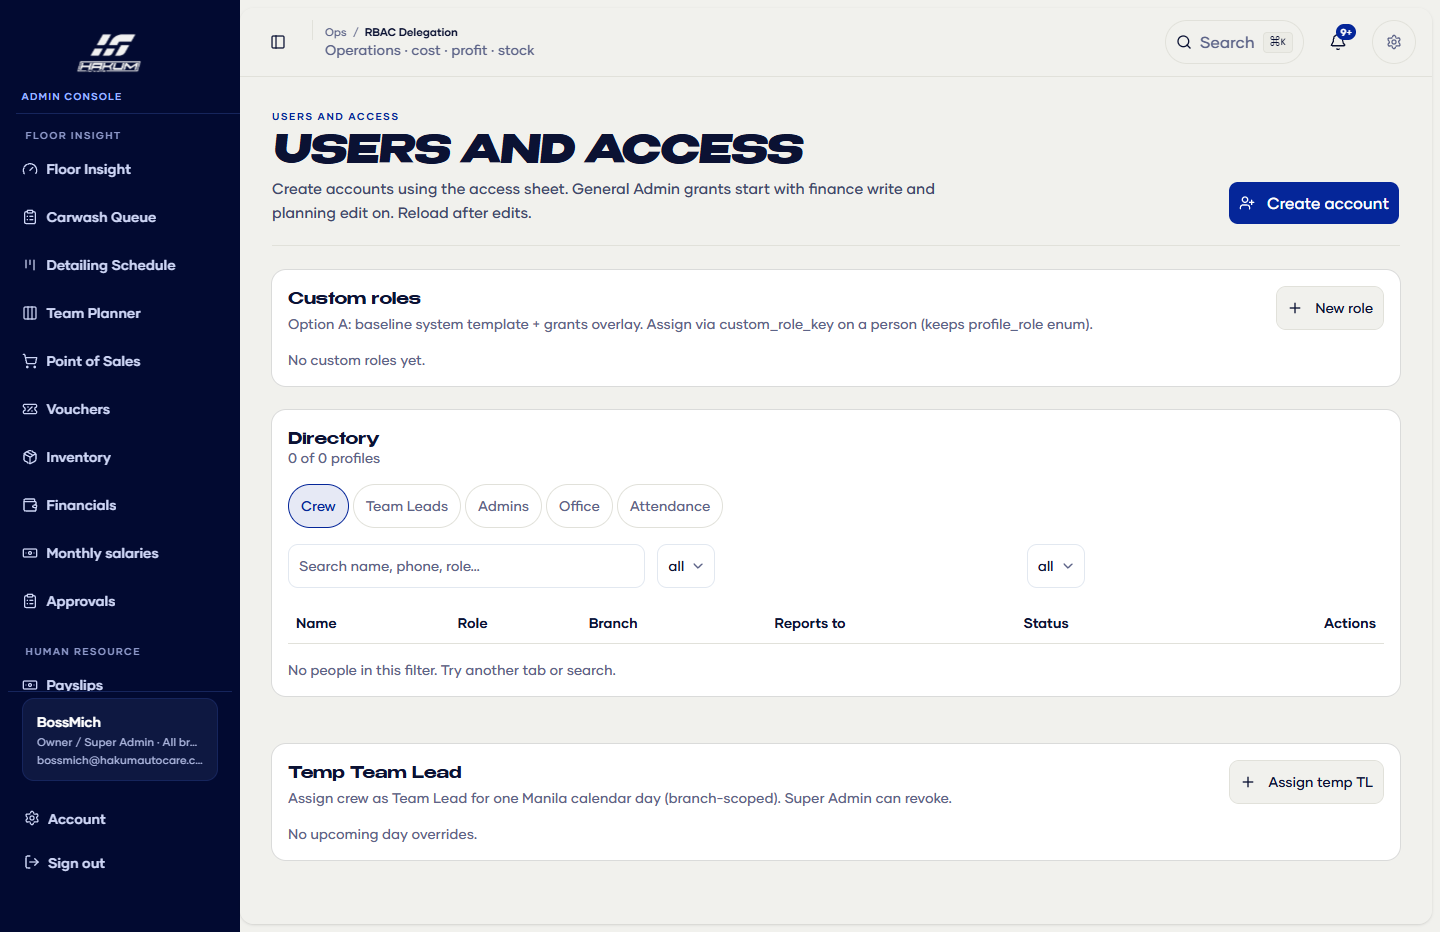 HAKUM
ADMIN CONSOLE
FLOOR INSIGHT
Floor Insight
Carwash Queue
Detailing Schedule
Team Planner
Point of Sales
Vouchers
Inventory
Financials
Monthly salaries
Approvals
HUMAN RESOURCE
Payslips
BossMich
Owner / Super Admin · All br...
bossmich@hakumautocare.c...
Account
Sign out
Ops / RBAC Delegation
Operations · cost · profit · stock
Search ⌘K
9+
USERS AND ACCESS
USERS AND ACCESS
Create accounts using the access sheet. General Admin grants start with finance write and
planning edit on. Reload after edits.
Create account
Custom roles
Option A: baseline system template + grants overlay. Assign via custom_role_key on a person (keeps profile_role enum).
New role
No custom roles yet.
Directory
0 of 0 profiles
Crew Team Leads Admins Office Attendance
Search name, phone, role... all all
Name Role Branch Reports to Status Actions
No people in this filter. Try another tab or search.
Temp Team Lead
Assign crew as Team Lead for one Manila calendar day (branch-scoped). Super Admin can revoke.
Assign temp TL
No upcoming day overrides.